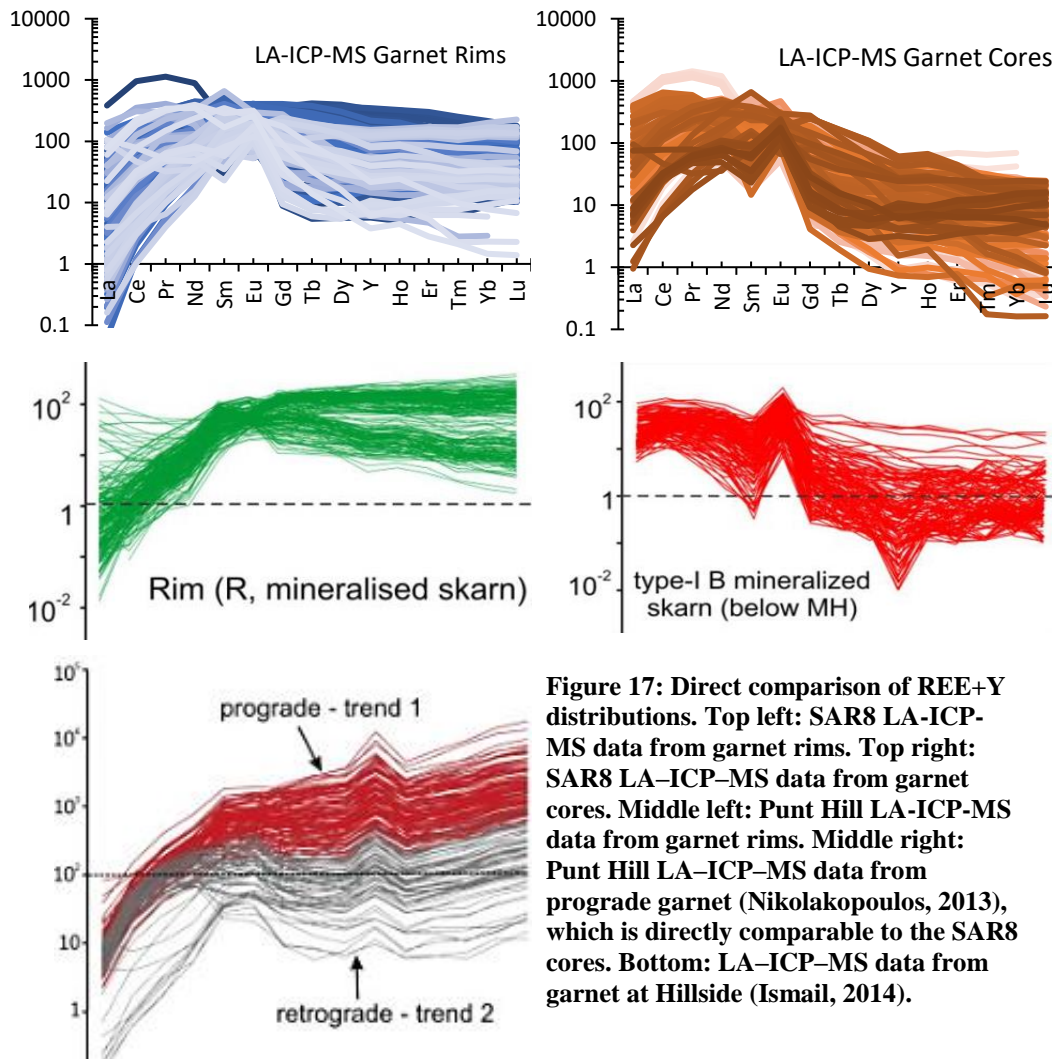 10000
1000
100
10
1
0.1
LA-ICP-MS Garnet Rims
La Ce Pr Nd Sm Eu Gd Tb Dy Y Ho Er Tm Yb Lu
10000
1000
100
10
1
0.1
LA-ICP-MS Garnet Cores
La Ce Pr Nd Sm Eu Gd Tb Dy Y Ho Er Tm Yb Lu
10²
1
10⁻²
Rim (R, mineralised skarn)
10²
1
10⁻²
type-I B mineralized
skarn (below MH)
10⁵
10⁴
10³
10²
10
1
prograde - trend 1
retrograde - trend 2
Figure 17: Direct comparison of REE+Y
distributions. Top left: SAR8 LA-ICP-
MS data from garnet rims. Top right:
SAR8 LA–ICP–MS data from garnet
cores. Middle left: Punt Hill LA-ICP-MS
data from garnet rims. Middle right:
Punt Hill LA–ICP–MS data from
prograde garnet (Nikolakopoulos, 2013),
which is directly comparable to the SAR8
cores. Bottom: LA–ICP–MS data from
garnet at Hillside (Ismail, 2014).